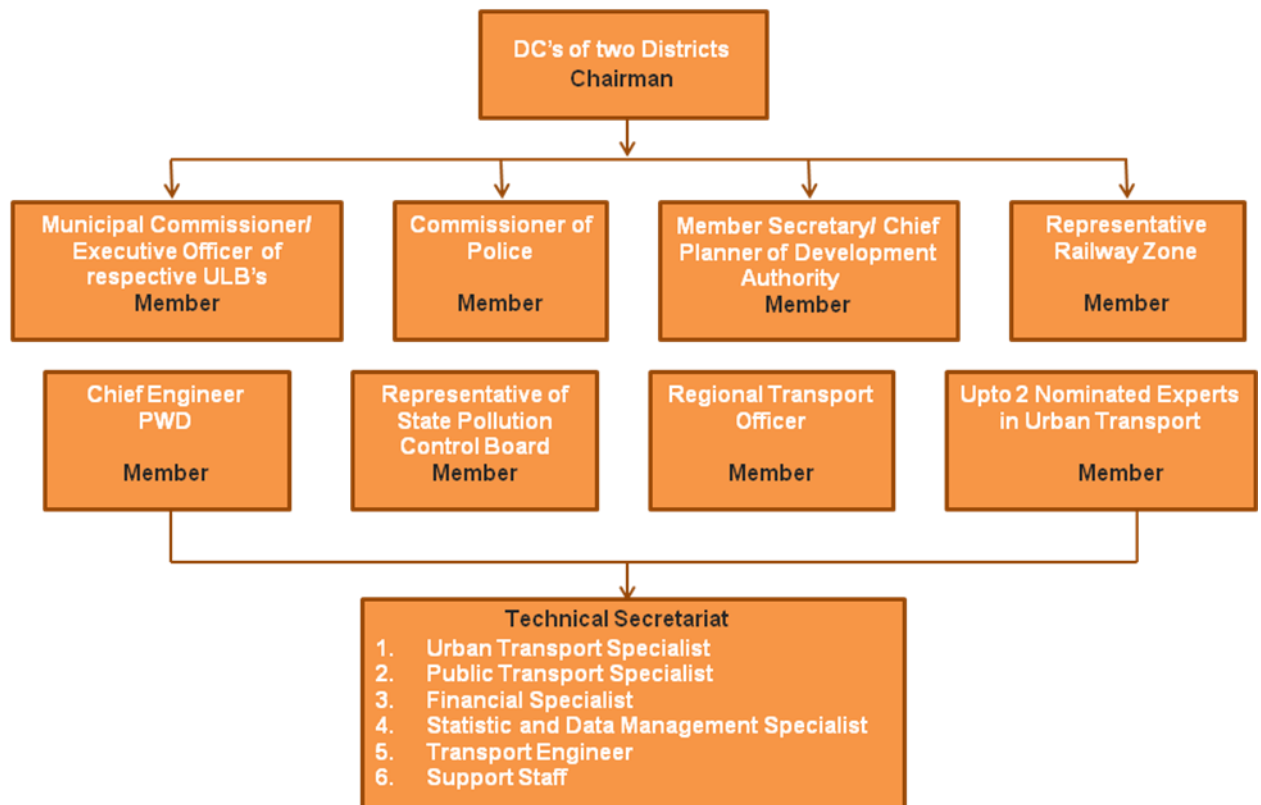 DC's of two Districts
Chairman
Municipal Commissioner/
Executive Officer of
respective ULB's
Member
Commissioner of
Police
Member
Member Secretary/ Chief
Planner of Development
Authority
Member
Representative
Railway Zone
Member
Chief Engineer
PWD
Member
Representative of
State Pollution
Control Board
Member
Regional Transport
Officer
Member
Upto 2 Nominated Experts
in Urban Transport
Member
Technical Secretariat
1. Urban Transport Specialist
2. Public Transport Specialist
3. Financial Specialist
4. Statistic and Data Management Specialist
5. Transport Engineer
6. Support Staff